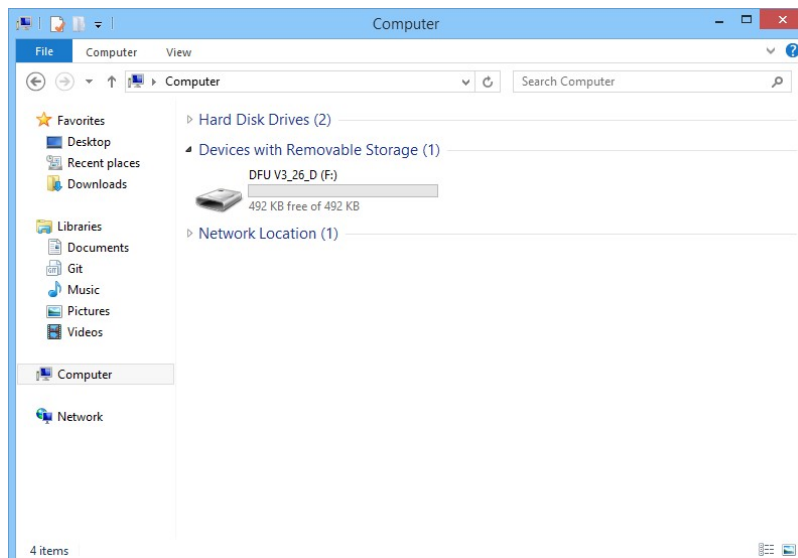 Computer
File Computer View
Computer
Search Computer
Favorites
Desktop
Recent places
Downloads
Libraries
Documents
Git
Music
Pictures
Videos
Computer
Network
Hard Disk Drives (2)
Devices with Removable Storage (1)
DFU V3_26_D (F:)
492 KB free of 492 KB
Network Location (1)
4 items